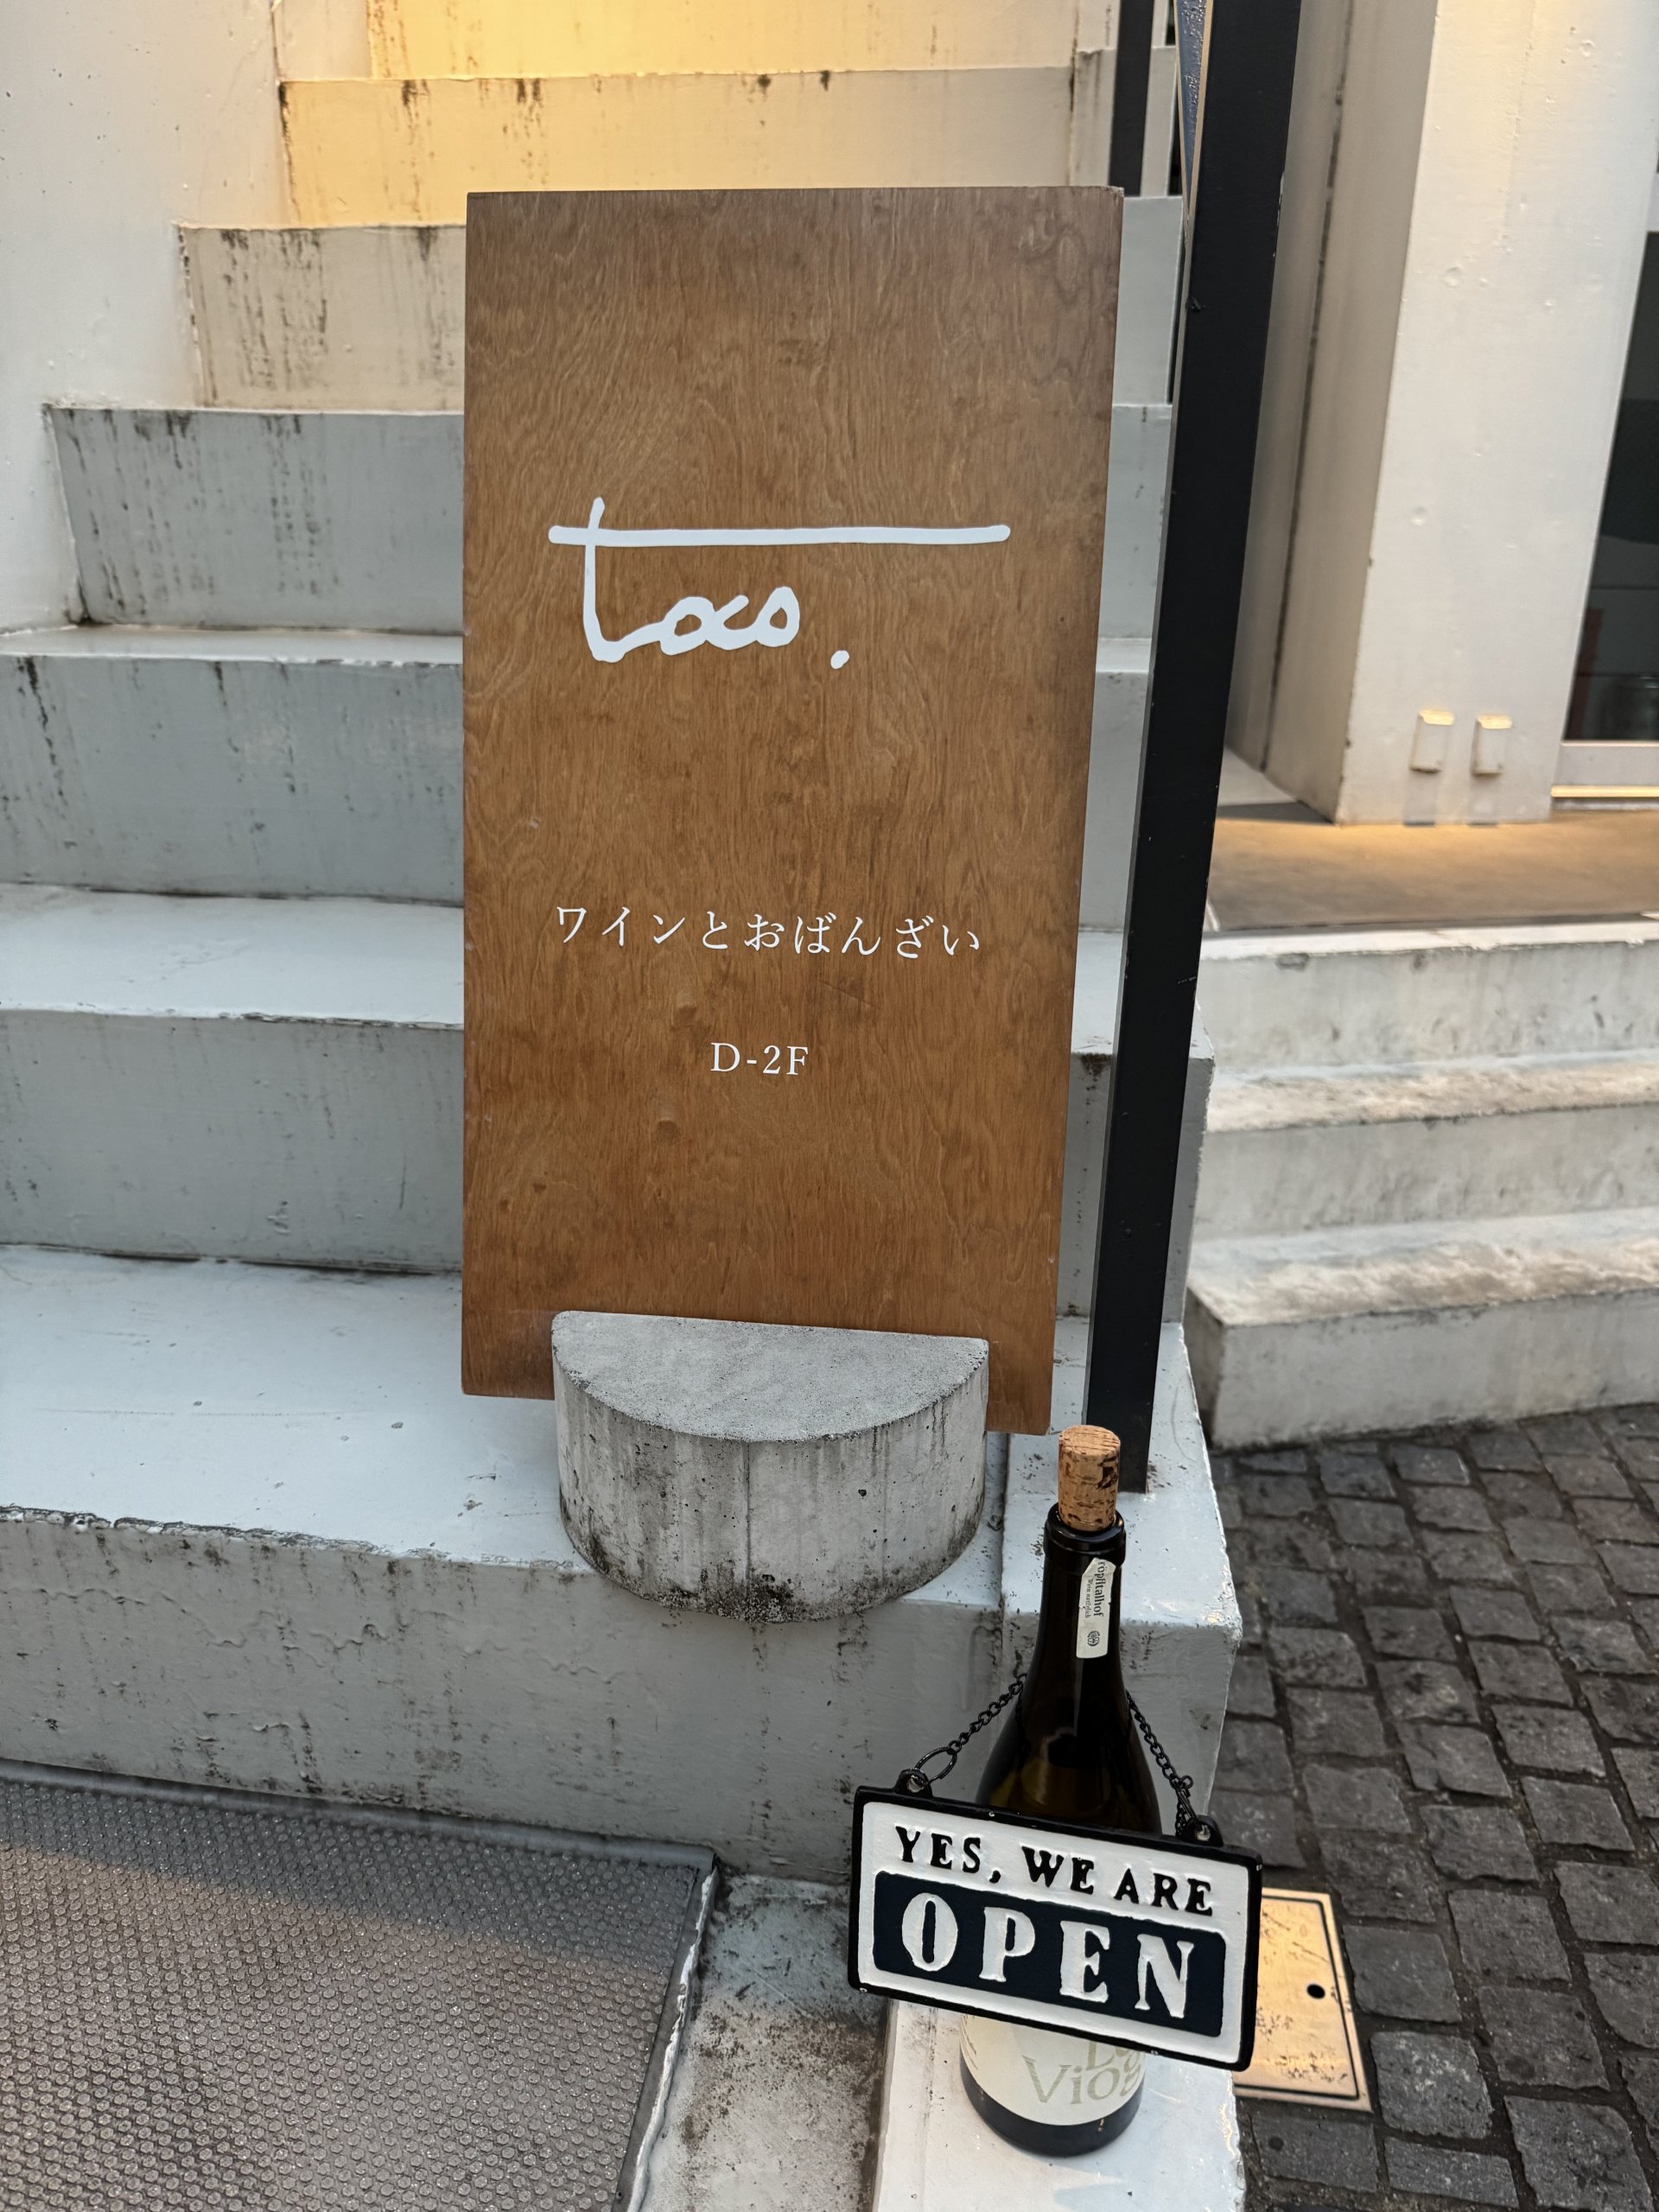 toco.
ワインとおばんざい
D-2F
YES, WE ARE
OPEN